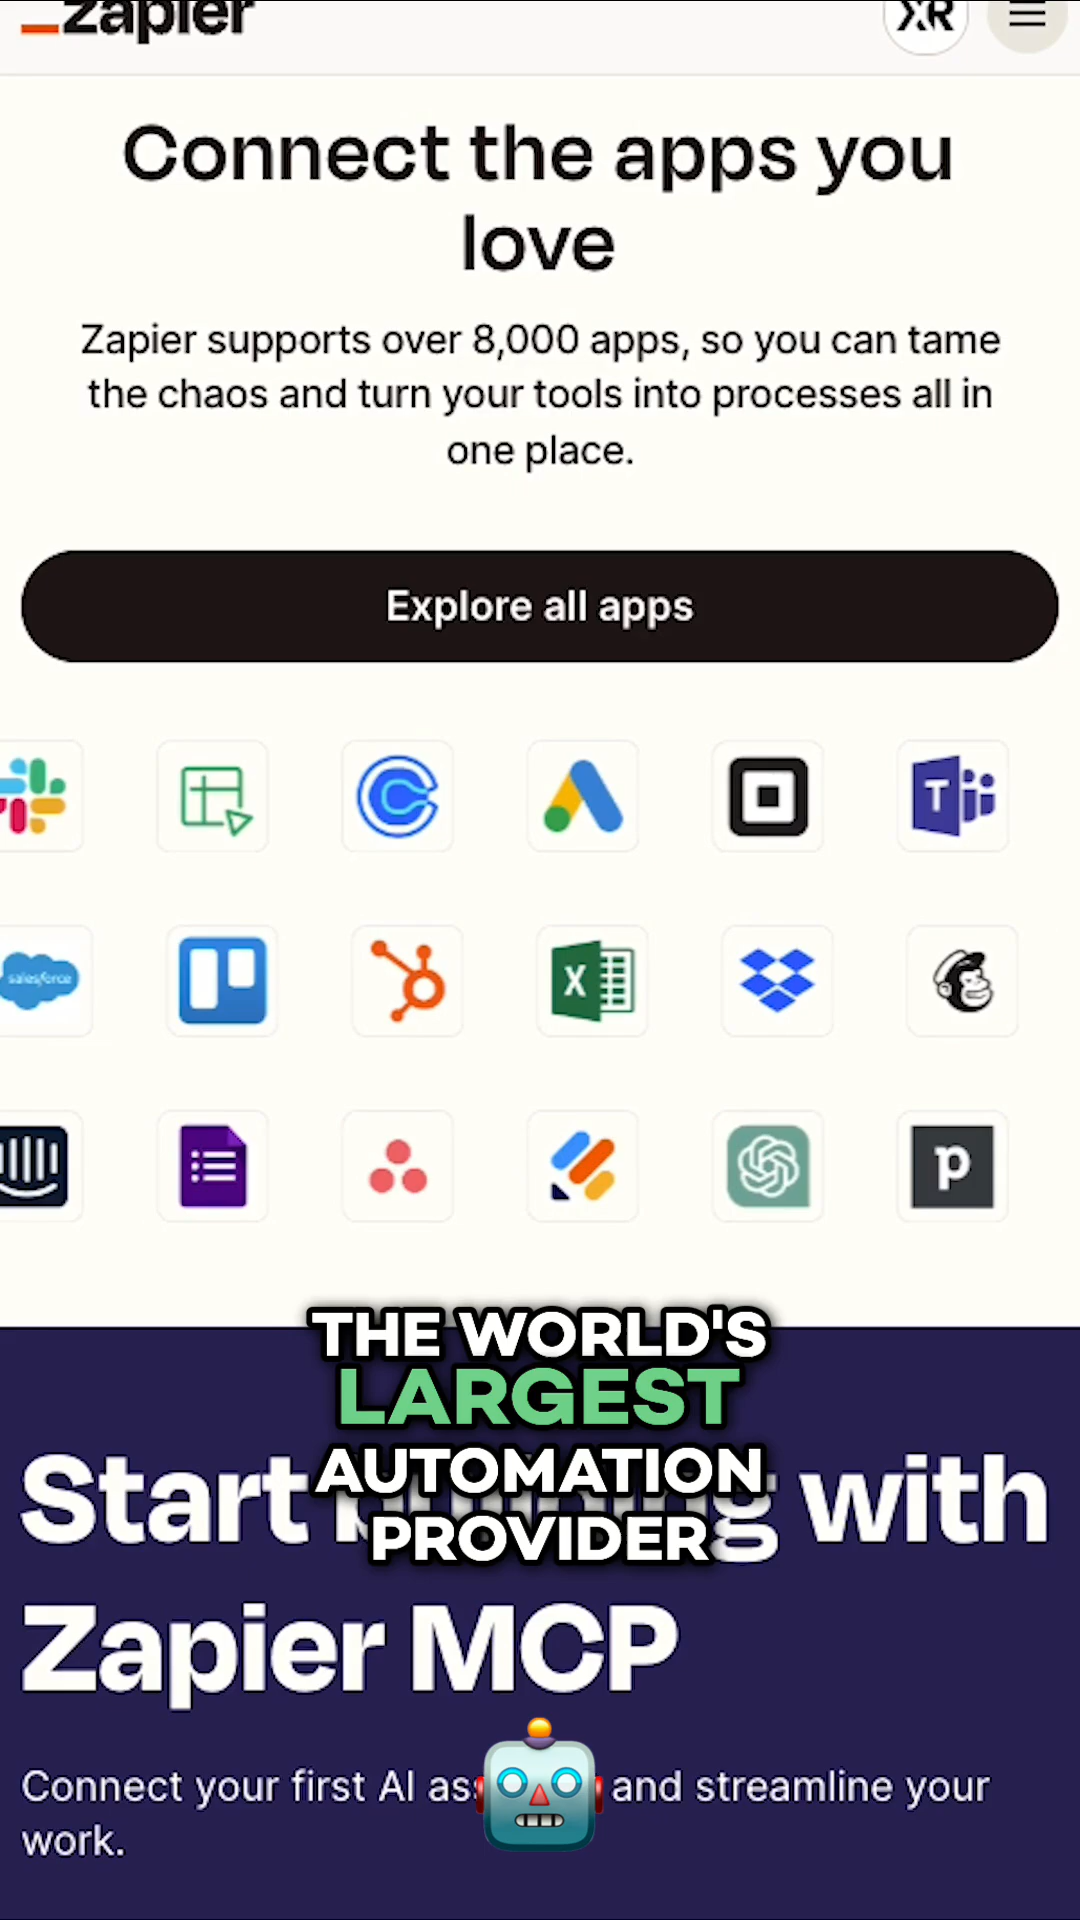 zapier
XR
Connect the apps you
love
Zapier supports over 8,000 apps, so you can tame
the chaos and turn your tools into processes all in
one place.
Explore all apps
T
salesforce
X
p
THE WORLD'S
LARGEST
AUTOMATION
PROVIDER
Start with
Zapier MCP
Connect your first AI and streamline your
work.